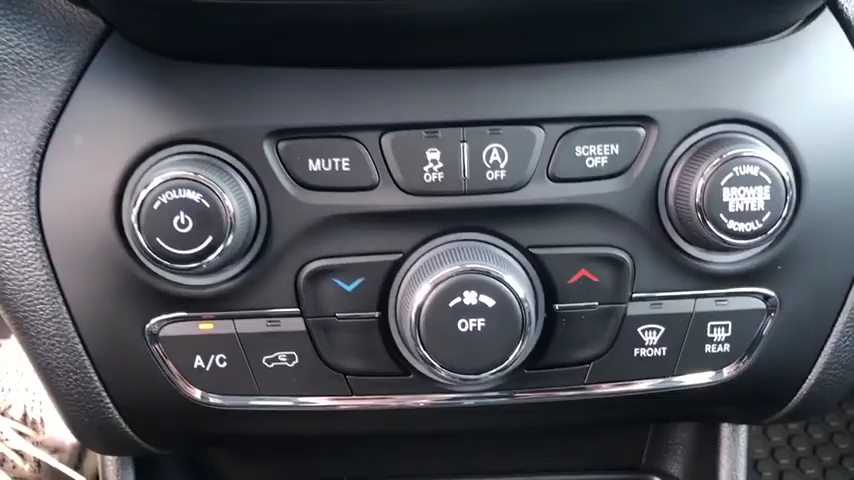 MUTE
OFF
A
OFF
SCREEN
OFF
VOLUME
TUNE
BROWSE
ENTER
SCROLL
OFF
A/C
FRONT
REAR